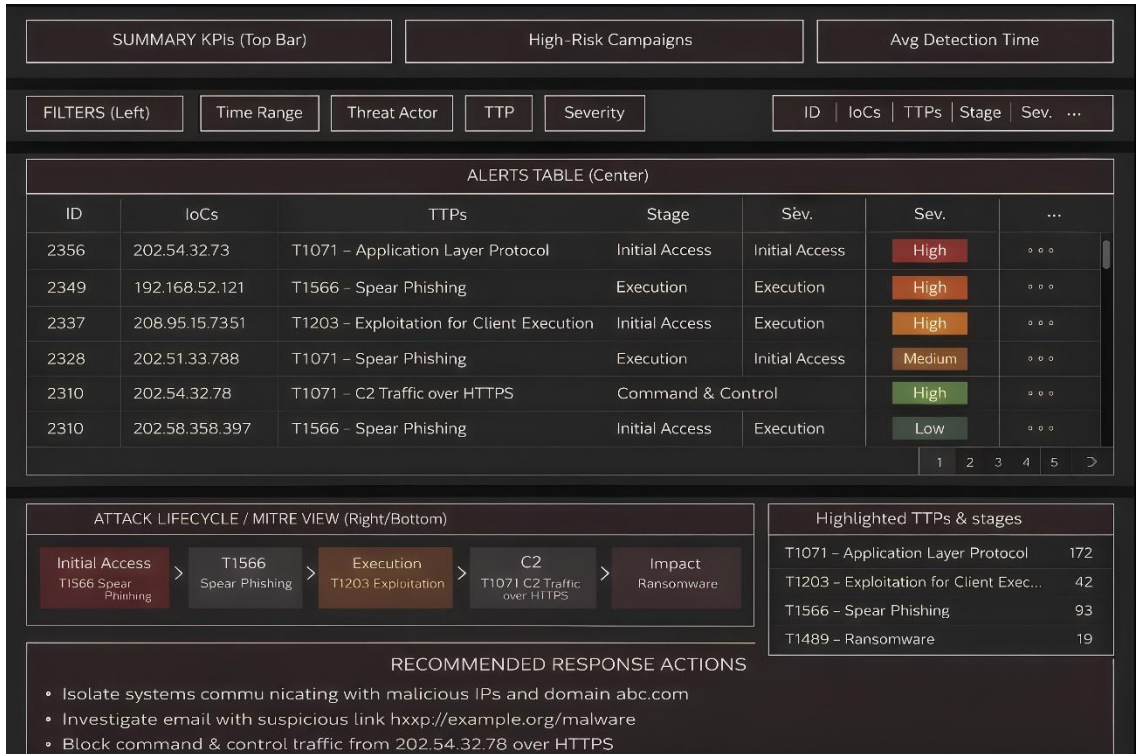 SUMMARY KPIs (Top Bar)
High-Risk Campaigns
Avg Detection Time
FILTERS (Left)
Time Range
Threat Actor
TTP
Severity
ID | IoCs | TTPs | Stage | Sev. ...
ALERTS TABLE (Center)
ID IoCs TTPs Stage Sev. Sev. ...
2356 202.54.32.73 T1071 – Application Layer Protocol Initial Access Initial Access High
2349 192.168.52.121 T1566 – Spear Phishing Execution Execution High
2337 208.95.15.7351 T1203 – Exploitation for Client Execution Initial Access Execution High
2328 202.51.33.788 T1071 – Spear Phishing Execution Initial Access Medium
2310 202.54.32.78 T1071 – C2 Traffic over HTTPS Command & Control High
2310 202.58.358.397 T1566 – Spear Phishing Initial Access Execution Low
1 2 3 4 5 >
ATTACK LIFECYCLE / MITRE VIEW (Right/Bottom)
Initial Access
T1566 Spear
Phinhing
>
T1566
Spear Phishing
>
Execution
T1203 Exploitation
>
C2
T1071 C2 Traffic
over HTTPS
>
Impact
Ransomware
Highlighted TTPs & stages
T1071 – Application Layer Protocol 172
T1203 – Exploitation for Client Exec... 42
T1566 – Spear Phishing 93
T1489 – Ransomware 19
RECOMMENDED RESPONSE ACTIONS
• Isolate systems commu nicating with malicious IPs and domain abc.com
• Investigate email with suspicious link hxxp://example.org/malware
• Block command & control traffic from 202.54.32.78 over HTTPS